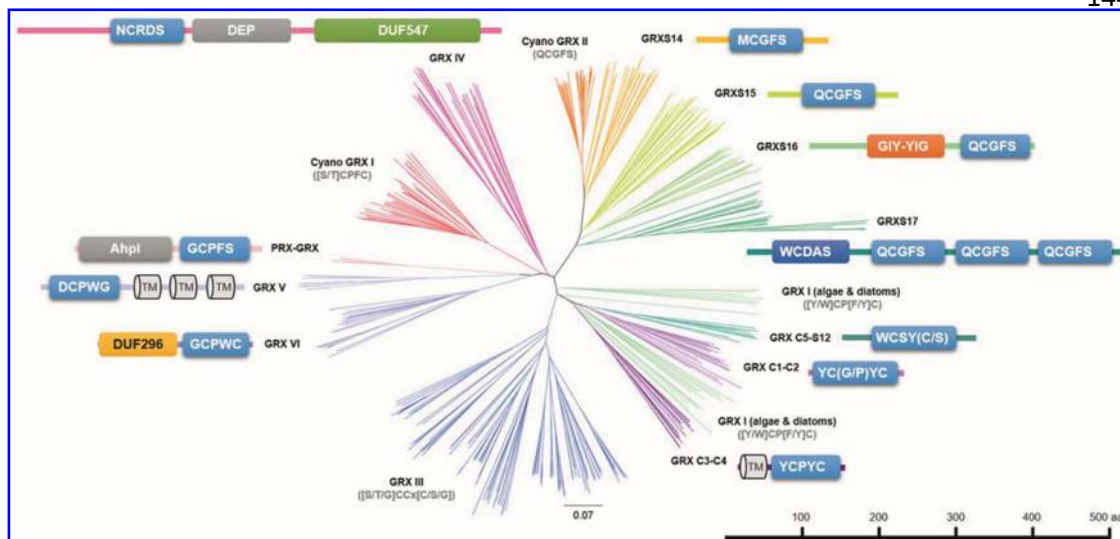 NCRDS DEP DUF547
GRX IV
Cyano GRX II
(QCGFS)
GRXS14
MCGFS
GRXS15
QCGFS
GRXS16
GIY-YIG QCGFS
Cyano GRX I
([S/T]CPFC)
GRXS17
WCDAS QCGFS QCGFS QCGFS
AhpI GCPFS PRX-GRX
DCPWG TM TM TM GRX V
DUF296 GCPWC GRX VI
GRX I (algae & diatoms)
([Y/W]CP[F/Y]C)
GRX C5-S12 WCSY(C/S)
GRX C1-C2 YC(G/P)YC
GRX I (algae & diatoms)
([Y/W]CP[F/Y]C)
GRX C3-C4 TM YCPYC
GRX III
([S/T/G]CCx[C/S/G])
0.07
100 200 300 400 500 aa